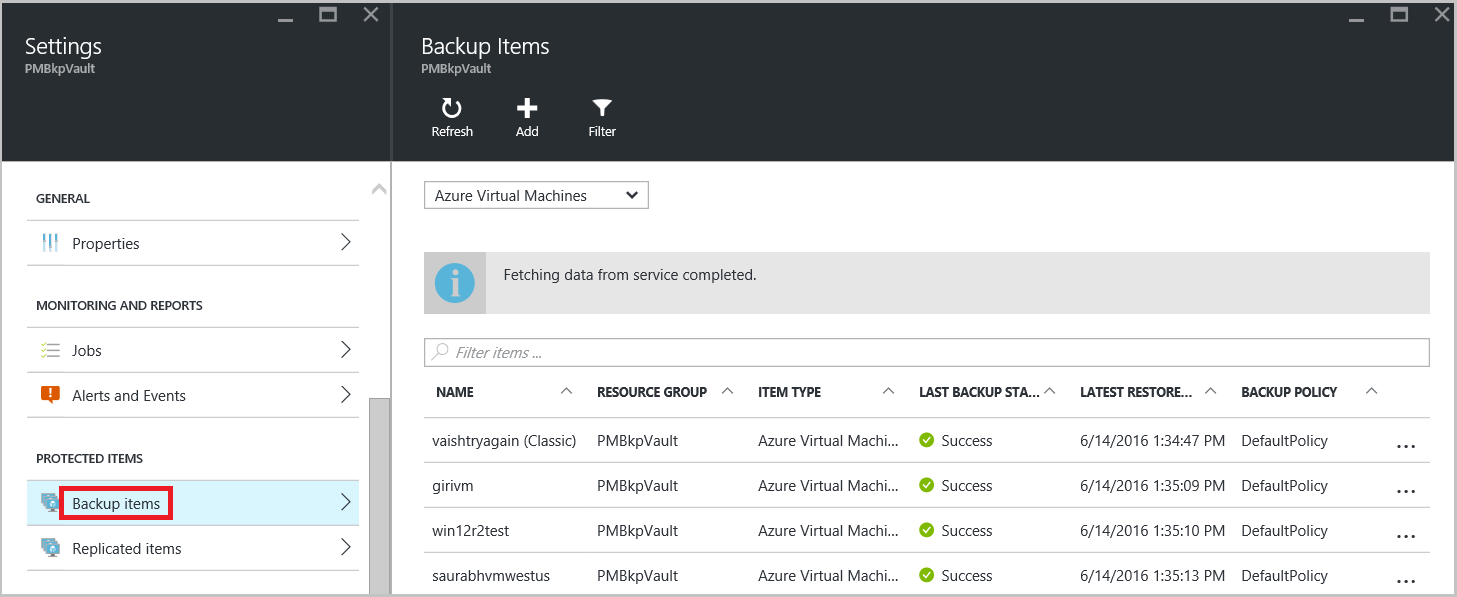 Settings
PMBkpVault
GENERAL
Properties
MONITORING AND REPORTS
Jobs
Alerts and Events
PROTECTED ITEMS
Backup items
Replicated items
Backup Items
PMBkpVault
Refresh Add Filter
Azure Virtual Machines
Fetching data from service completed.
Filter items ...
NAME RESOURCE GROUP ITEM TYPE LAST BACKUP STA... LATEST RESTORE... BACKUP POLICY
vaishtryagain (Classic) PMBkpVault Azure Virtual Machi... Success 6/14/2016 1:34:47 PM DefaultPolicy ...
girivm PMBkpVault Azure Virtual Machi... Success 6/14/2016 1:35:09 PM DefaultPolicy ...
win12r2test PMBkpVault Azure Virtual Machi... Success 6/14/2016 1:35:10 PM DefaultPolicy ...
saurabhvmwestus PMBkpVault Azure Virtual Machi... Success 6/14/2016 1:35:13 PM DefaultPolicy ...